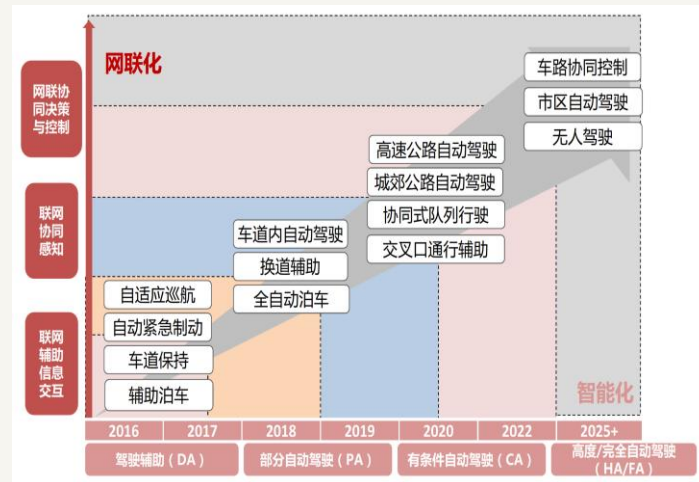 网联化
网联协
同决策
与控制
联网
协同
感知
联网
辅助
信息
交互
车路协同控制
市区自动驾驶
无人驾驶
高速公路自动驾驶
城郊公路自动驾驶
协同式队列行驶
交叉口通行辅助
车道内自动驾驶
换道辅助
全自动泊车
自适应巡航
自动紧急制动
车道保持
辅助泊车
智能化
2016
2017
2018
2019
2020
2022
2025+
驾驶辅助（DA）
部分自动驾驶（PA）
有条件自动驾驶（CA）
高度/完全自动驾驶
（HA/FA）